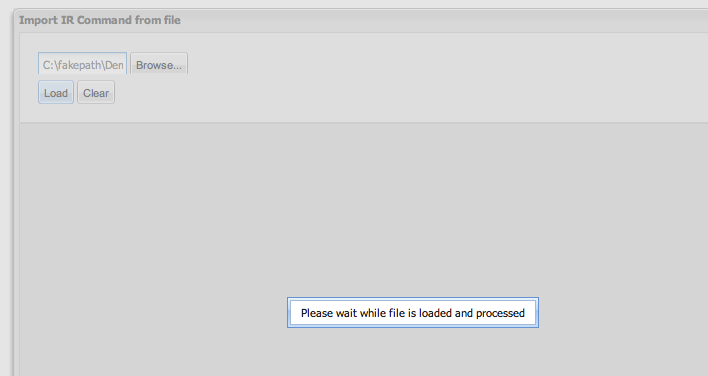 Import IR Command from file
C:\fakepath\Den
Browse...
Load Clear
Please wait while file is loaded and processed